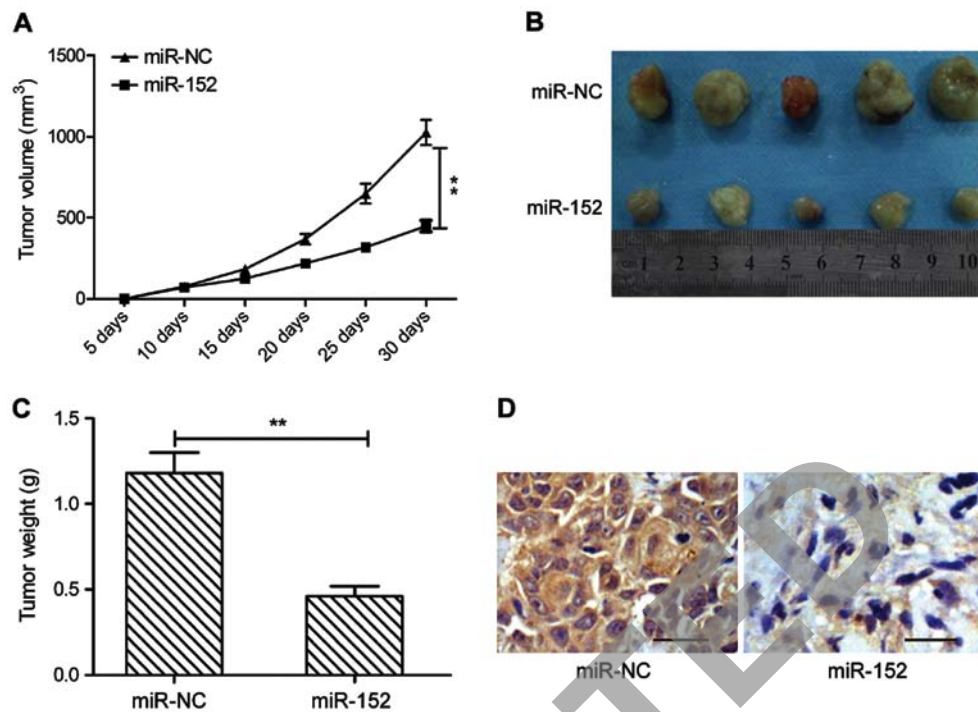 A
1500
1000
500
0
Tumor volume (mm³)
miR-NC
miR-152
**
5 days
10 days
15 days
20 days
25 days
30 days
B
miR-NC
miR-152
cm 1 2 3 4 5 6 7 8 9 10
C
1.5
1.0
0.5
0.0
Tumor weight (g)
**
miR-NC
miR-152
D
miR-NC
miR-152